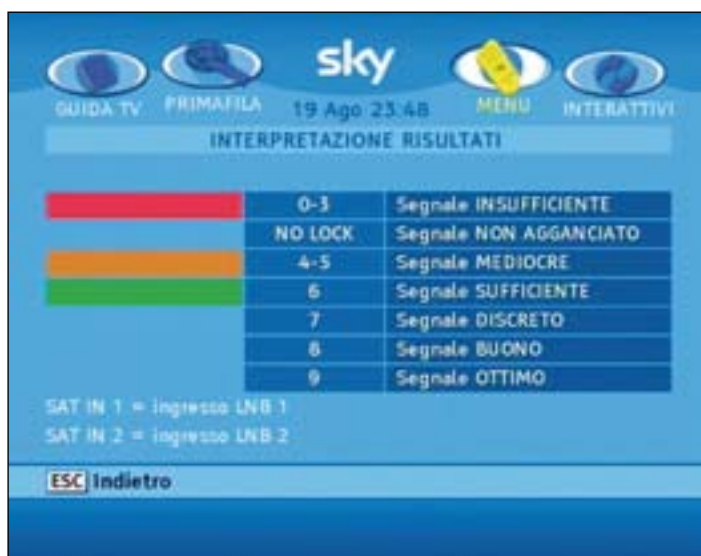 sky
GUIDA TV PRIMAFILA 19 Ago 23:48 MENU INTERATTIVI
INTERPRETAZIONE RISULTATI
0-3 Segnale INSUFFICIENTE
NO LOCK Segnale NON AGGANCIATO
4-5 Segnale MEDIOCRE
6 Segnale SUFFICIENTE
7 Segnale DISCRETO
8 Segnale BUONO
9 Segnale OTTIMO
SAT IN 1 = ingresso LNB 1
SAT IN 2 = ingresso LNB 2
ESC Indietro